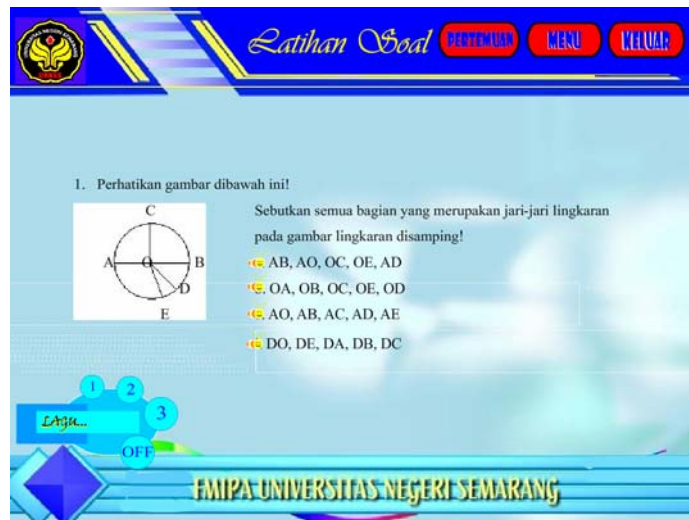 Latihan Soal
PERTEMUAN
MENU
KELUAR
1. Perhatikan gambar dibawah ini!
Sebutkan semua bagian yang merupakan jari-jari lingkaran
pada gambar lingkaran disamping!
C
A O B
D
E
AB, AO, OC, OE, AD
OA, OB, OC, OE, OD
AO, AB, AC, AD, AE
DO, DE, DA, DB, DC
1 2
3
LAGU...
OFF
FMIPA UNIVERSITAS NEGERI SEMARANG